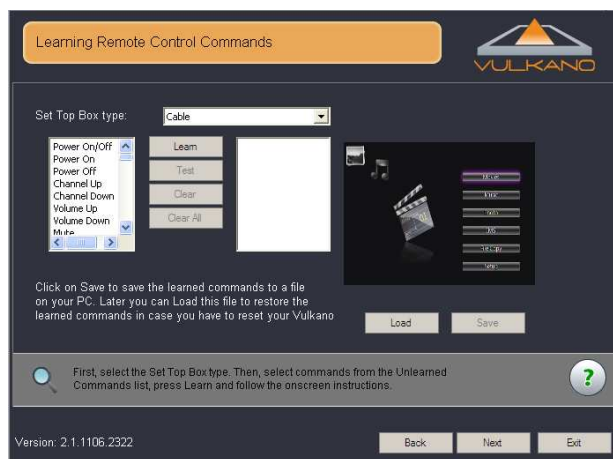 Learning Remote Control Commands
VULKANO
Set Top Box type:
Cable
Power On/Off
Power On
Power Off
Channel Up
Channel Down
Volume Up
Volume Down
Mute
Learn
Test
Clear
Clear All
Click on Save to save the learned commands to a file
on your PC. Later you can Load this file to restore the
learned commands in case you have to reset your Vulkano
Load
Save
First, select the Set Top Box type. Then, select commands from the Unlearned
Commands list, press Learn and follow the onscreen instructions.
?
Version: 2.1.1106.2322
Back
Next
Exit